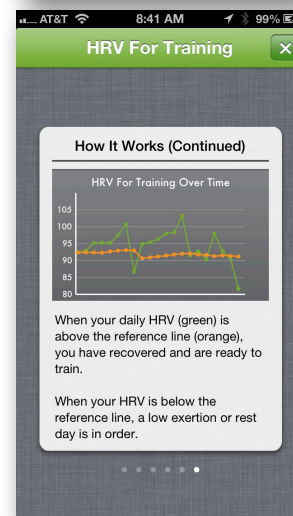 AT&T 8:41 AM 99%
HRV For Training
How It Works (Continued)
HRV For Training Over Time
105
100
95
90
85
80
When your daily HRV (green) is
above the reference line (orange),
you have recovered and are ready to
train.
When your HRV is below the
reference line, a low exertion or rest
day is in order.